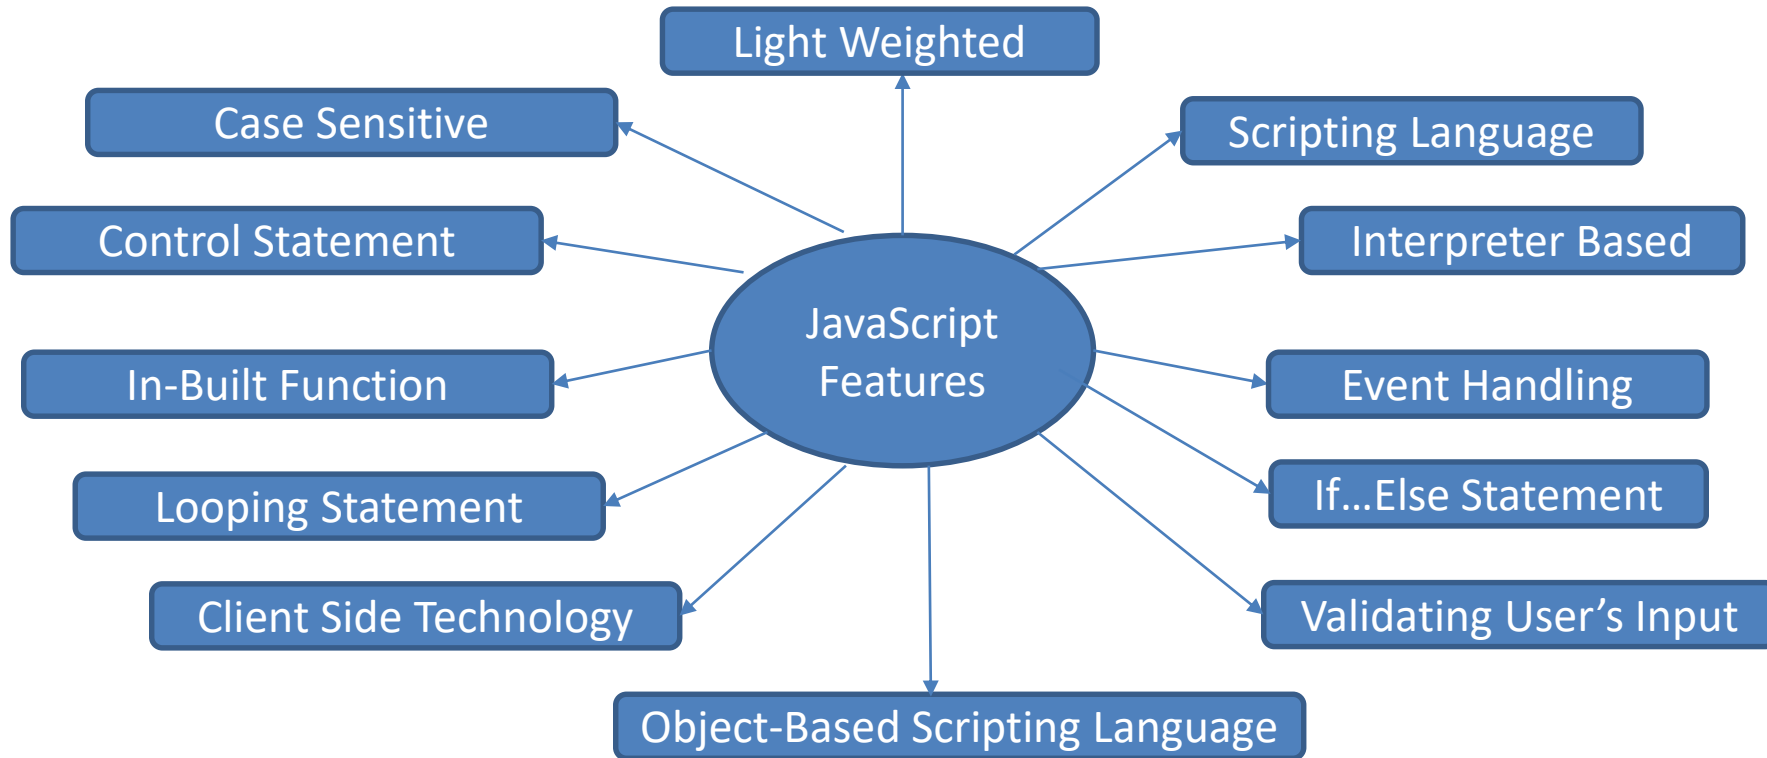 Light Weighted
Case Sensitive
Scripting Language
Control Statement
Interpreter Based
JavaScript
Features
In-Built Function
Event Handling
Looping Statement
If...Else Statement
Client Side Technology
Validating User’s Input
Object-Based Scripting Language